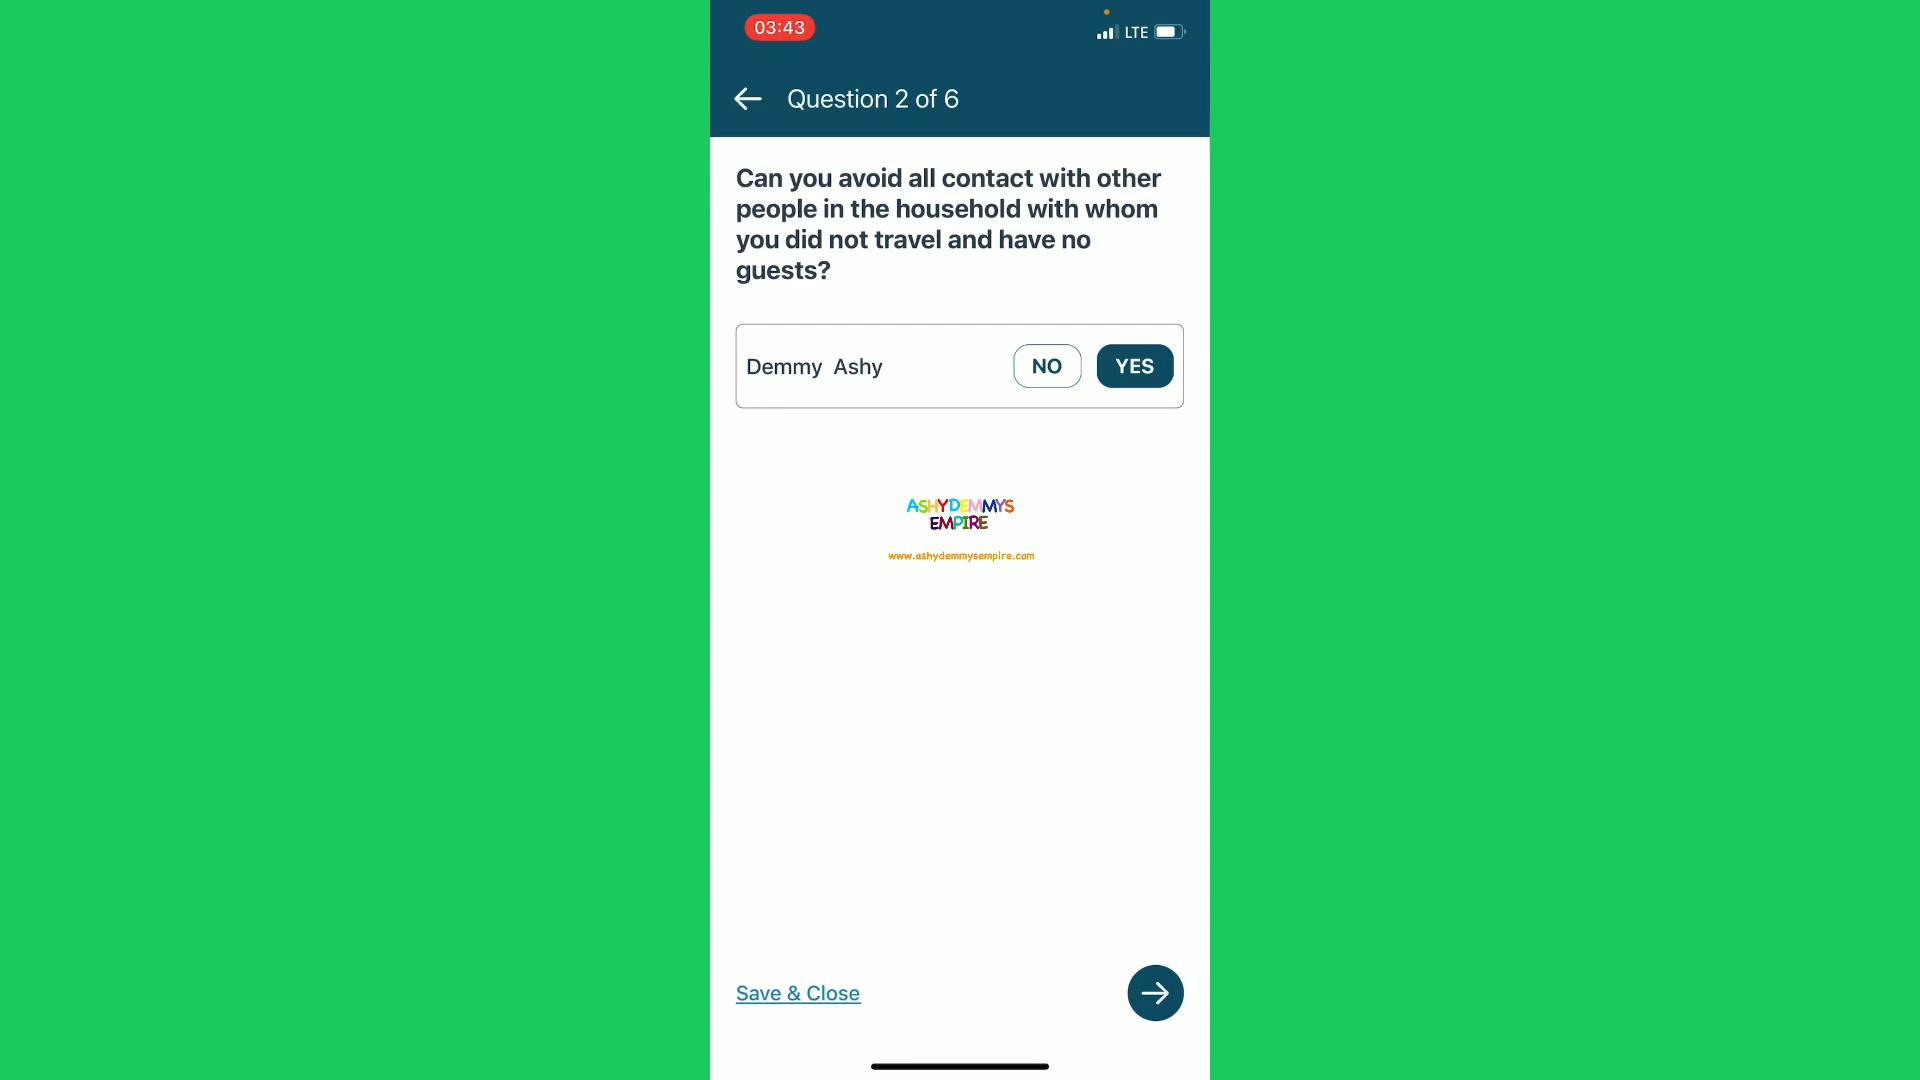 03:43
LTE
Question 2 of 6
Can you avoid all contact with other
people in the household with whom
you did not travel and have no
guests?
Demmy Ashy NO YES
ASHYDEMMYS
EMPIRE
www.ashydemmysempire.com
Save & Close